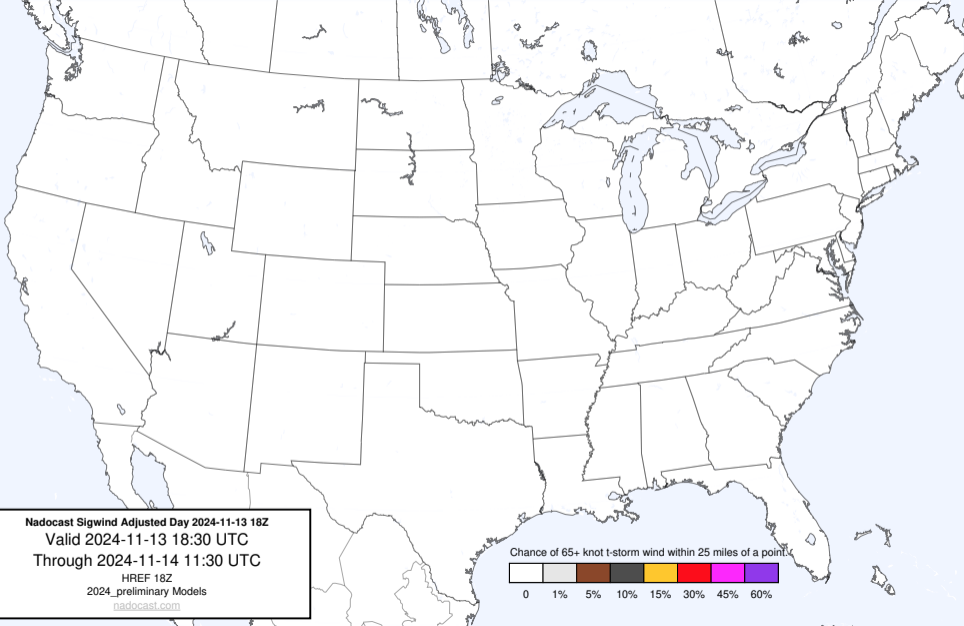 Nadocast Sigwind Adjusted Day 2024-11-13 18Z
Valid 2024-11-13 18:30 UTC
Through 2024-11-14 11:30 UTC
HREF 18Z
2024_preliminary Models
nadocast.com
Chance of 65+ knot t-storm wind within 25 miles of a point.
0 1% 5% 10% 15% 30% 45% 60%